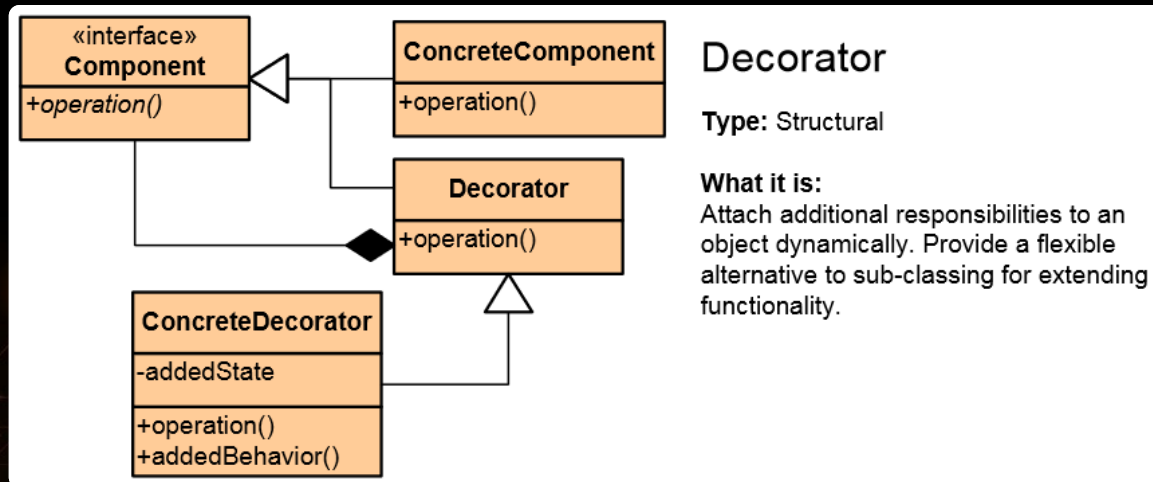 «interface»
Component
+operation()
ConcreteComponent
+operation()
Decorator
+operation()
ConcreteDecorator
-addedState
+operation()
+addedBehavior()
Decorator
Type: Structural
What it is:
Attach additional responsibilities to an
object dynamically. Provide a flexible
alternative to sub-classing for extending
functionality.